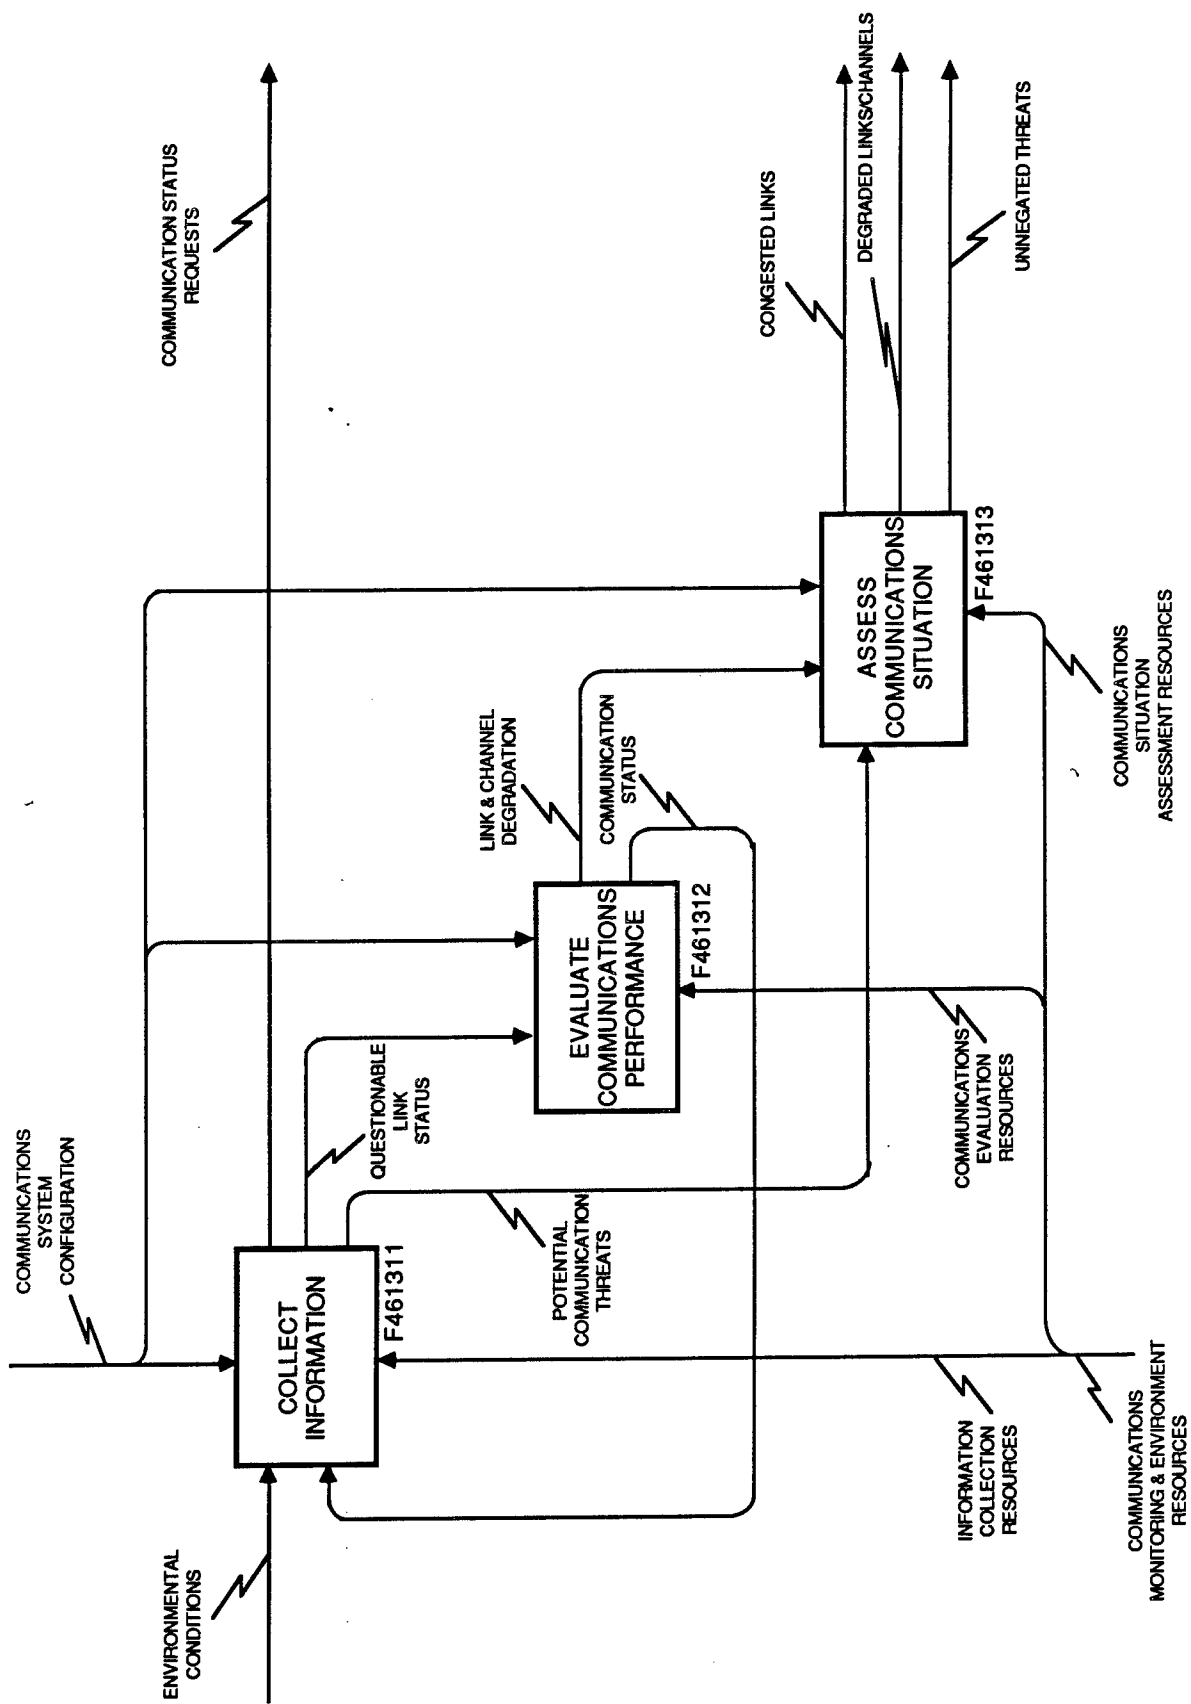 COMMUNICATIONS
SYSTEM
CONFIGURATION
COMMUNICATION STATUS
REQUESTS
ENVIRONMENTAL
CONDITIONS
COLLECT
INFORMATION
F461311
QUESTIONABLE
LINK
STATUS
POTENTIAL
COMMUNICATION
THREATS
EVALUATE
COMMUNICATIONS
PERFORMANCE
F461312
LINK & CHANNEL
DEGRADATION
COMMUNICATION
STATUS
ASSESS
COMMUNICATIONS
SITUATION
F461313
CONGESTED LINKS
DEGRADED LINKS/CHANNELS
UNNEGATED THREATS
INFORMATION
COLLECTION
RESOURCES
COMMUNICATIONS
EVALUATION
RESOURCES
COMMUNICATIONS
SITUATION
ASSESSMENT RESOURCES
COMMUNICATIONS
MONITORING & ENVIRONMENT
RESOURCES